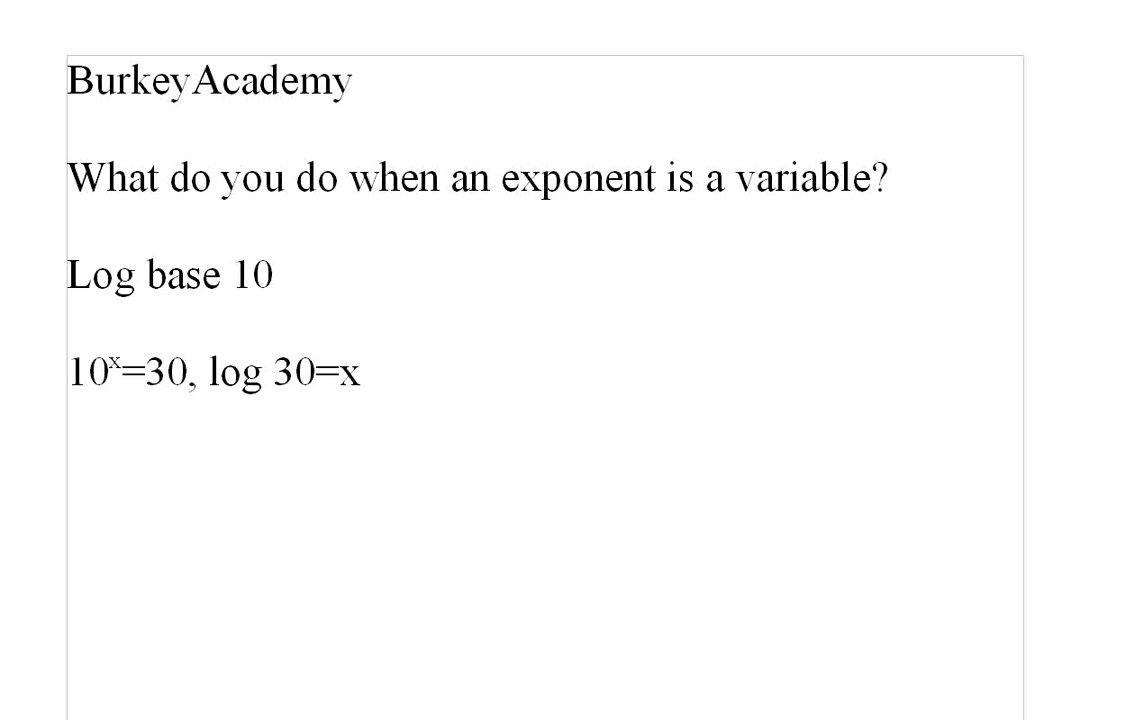 BurkeyAcademy
What do you do when an exponent is a variable?
Log base 10
10ˣ=30, log 30=x